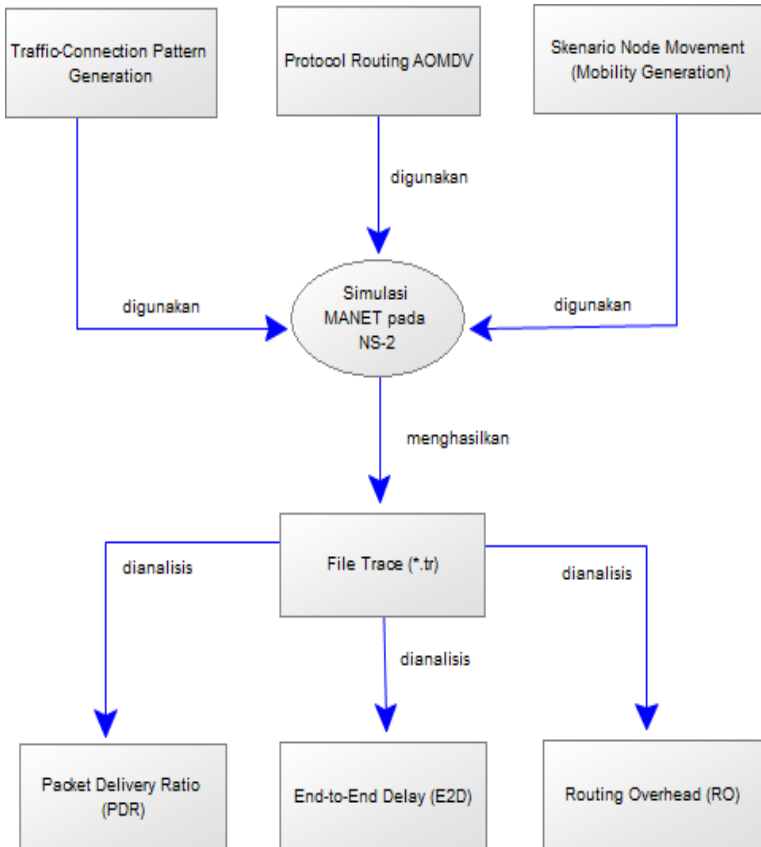 Traffic-Connection Pattern
Generation
Protocol Routing AOMDV
Skenario Node Movement
(Mobility Generation)
digunakan
digunakan
digunakan
Simulasi
MANET pada
NS-2
menghasilkan
File Trace (*.tr)
dianalisis
dianalisis
dianalisis
Packet Delivery Ratio
(PDR)
End-to-End Delay (E2D)
Routing Overhead (RO)